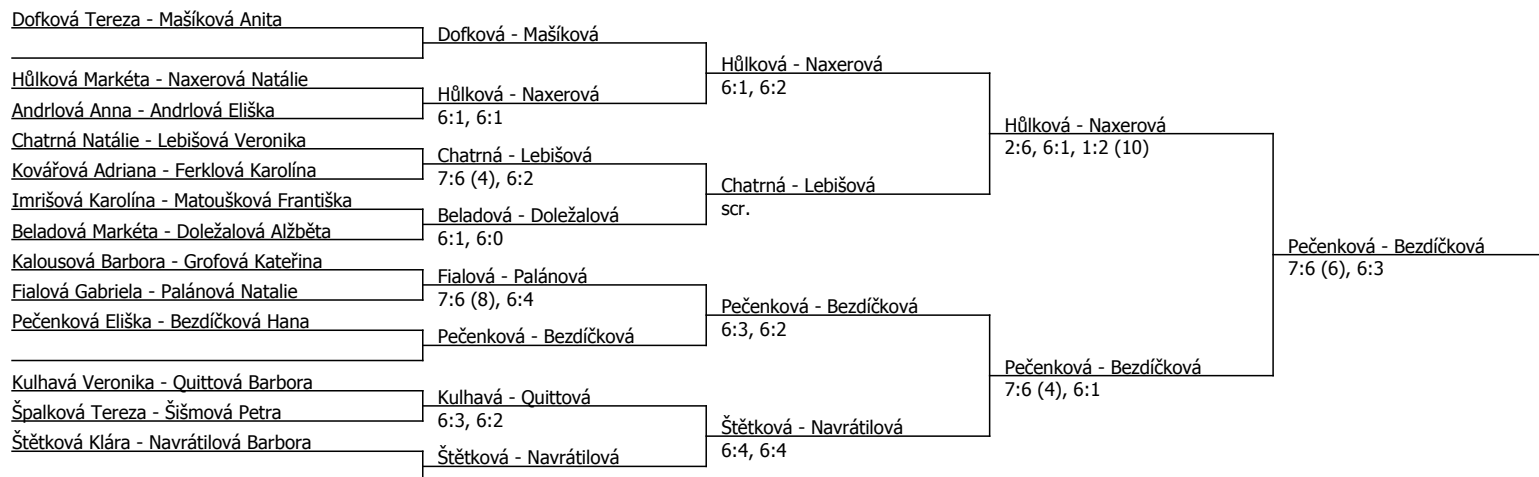 Dofková Tereza - Mašíková Anita
Hůlková Markéta - Naxerová Natálie
Andrlová Anna - Andrlová Eliška
Chatrná Natálie - Lebišová Veronika
Kovářová Adriana - Ferklová Karolína
Imrišová Karolína - Matoušková Františka
Beladová Markéta - Doležalová Alžběta
Kalousová Barbora - Grofová Kateřina
Fialová Gabriela - Palánová Natalie
Pečenková Eliška - Bezdíčková Hana
Kulhavá Veronika - Quittová Barbora
Špalková Tereza - Šišmová Petra
Štětková Klára - Navrátilová Barbora
Dofková - Mašíková
Hůlková - Naxerová
6:1, 6:1
Chatrná - Lebišová
7:6 (4), 6:2
Beladová - Doležalová
6:1, 6:0
Fialová - Palánová
7:6 (8), 6:4
Pečenková - Bezdíčková
Kulhavá - Quittová
6:3, 6:2
Štětková - Navrátilová
Hůlková - Naxerová
6:1, 6:2
Chatrná - Lebišová
scr.
Pečenková - Bezdíčková
6:3, 6:2
Štětková - Navrátilová
6:4, 6:4
Hůlková - Naxerová
2:6, 6:1, 1:2 (10)
Pečenková - Bezdíčková
7:6 (4), 6:1
Pečenková - Bezdíčková
7:6 (6), 6:3